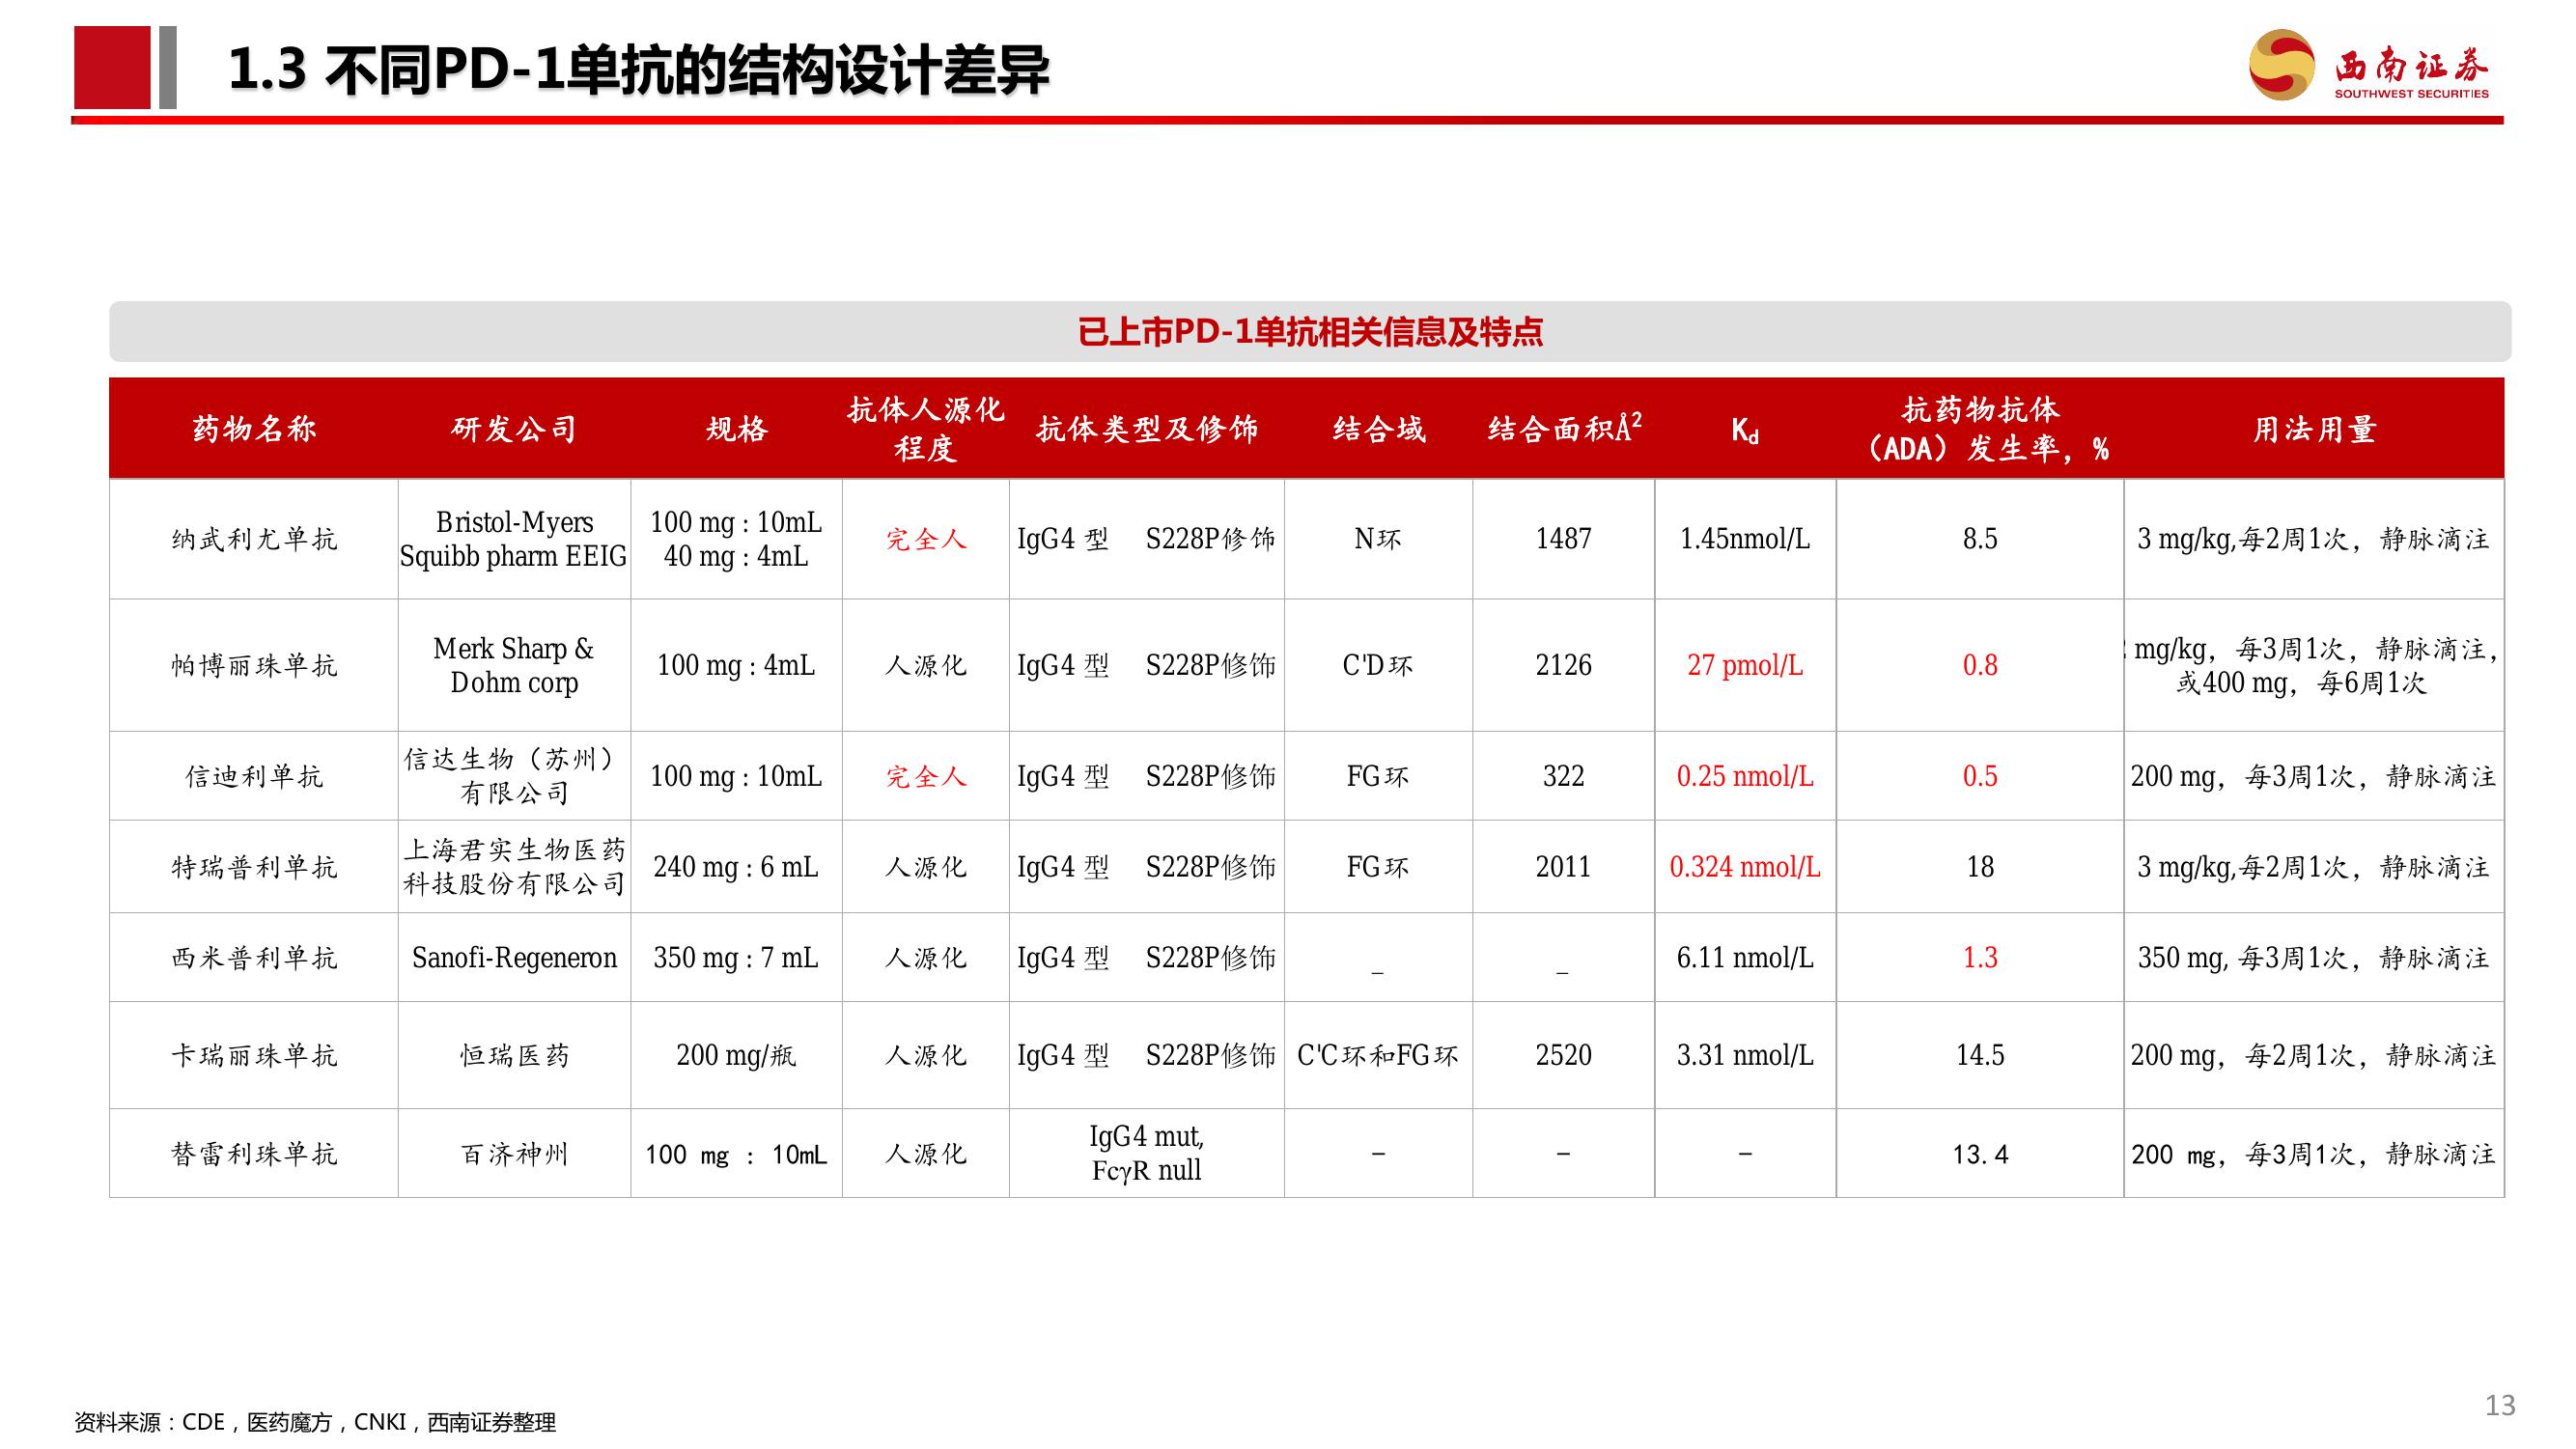 1.3 不同PD-1单抗的结构设计差异
西南证券
SOUTHWEST SECURITIES
已上市PD-1单抗相关信息及特点
药物名称 研发公司 规格 抗体人源化程度 抗体类型及修饰 结合域 结合面积Å² Kd 抗药物抗体（ADA）发生率，% 用法用量
纳武利尤单抗 Bristol-Myers Squibb pharm EEIG 100 mg : 10mL 40 mg : 4mL 完全人 IgG4 型 S228P修饰 N环 1487 1.45nmol/L 8.5 3 mg/kg,每2周1次，静脉滴注
帕博丽珠单抗 Merk Sharp & Dohm corp 100 mg : 4mL 人源化 IgG4 型 S228P修饰 C'D环 2126 27 pmol/L 0.8 mg/kg，每3周1次，静脉滴注，或400 mg，每6周1次
信迪利单抗 信达生物（苏州）有限公司 100 mg : 10mL 完全人 IgG4 型 S228P修饰 FG环 322 0.25 nmol/L 0.5 200 mg，每3周1次，静脉滴注
特瑞普利单抗 上海君实生物医药科技股份有限公司 240 mg : 6 mL 人源化 IgG4 型 S228P修饰 FG环 2011 0.324 nmol/L 18 3 mg/kg,每2周1次，静脉滴注
西米普利单抗 Sanofi-Regeneron 350 mg : 7 mL 人源化 IgG4 型 S228P修饰 _ _ 6.11 nmol/L 1.3 350 mg, 每3周1次，静脉滴注
卡瑞丽珠单抗 恒瑞医药 200 mg/瓶 人源化 IgG4 型 S228P修饰 C'C环和FG环 2520 3.31 nmol/L 14.5 200 mg，每2周1次，静脉滴注
替雷利珠单抗 百济神州 100 mg : 10mL 人源化 IgG4 mut, FcγR null - - - 13.4 200 mg，每3周1次，静脉滴注
资料来源：CDE，医药魔方，CNKI，西南证券整理
13